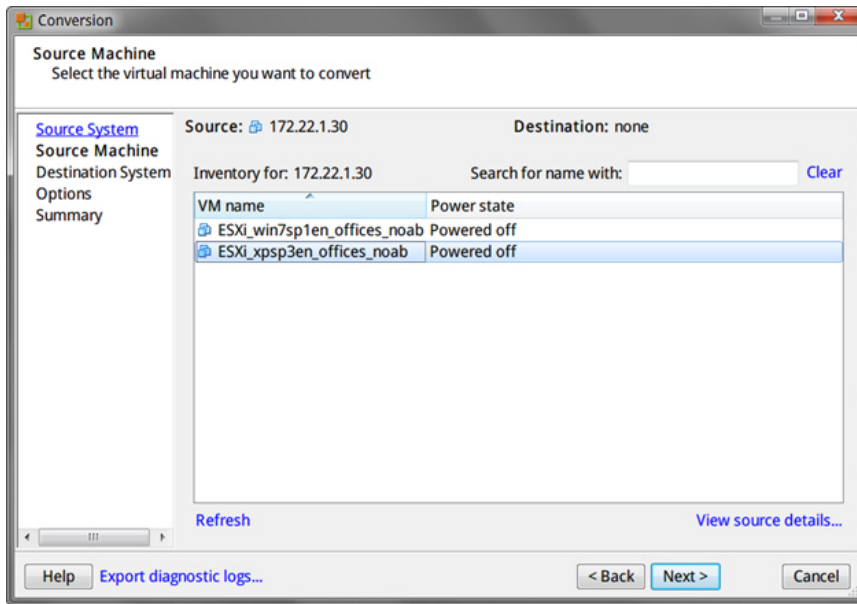 Conversion
Source Machine
Select the virtual machine you want to convert
Source System
Source Machine
Destination System
Options
Summary
Source: 172.22.1.30 Destination: none
Inventory for: 172.22.1.30 Search for name with: Clear
VM name Power state
ESXi_win7sp1en_offices_noab Powered off
ESXi_xpsp3en_offices_noab Powered off
Refresh View source details...
Help Export diagnostic logs... < Back Next > Cancel